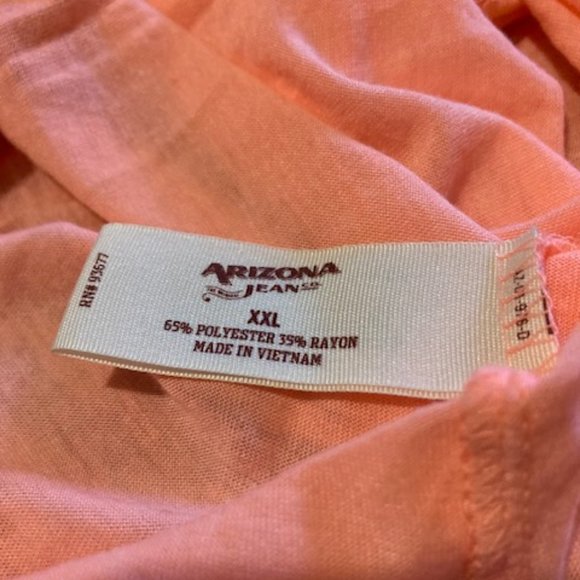 ARIZONA
JEAN CO.
XXL
65% POLYESTER 35% RAYON
MADE IN VIETNAM
RN# 93677